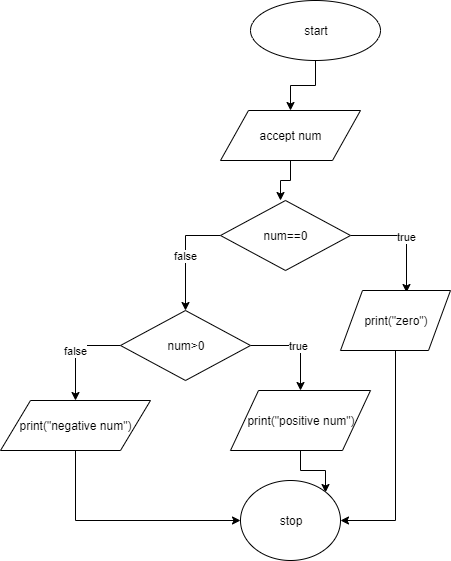 start
accept num
num==0
true
false
print("zero")
num>0
true
false
print("negative num")
print("positive num")
stop